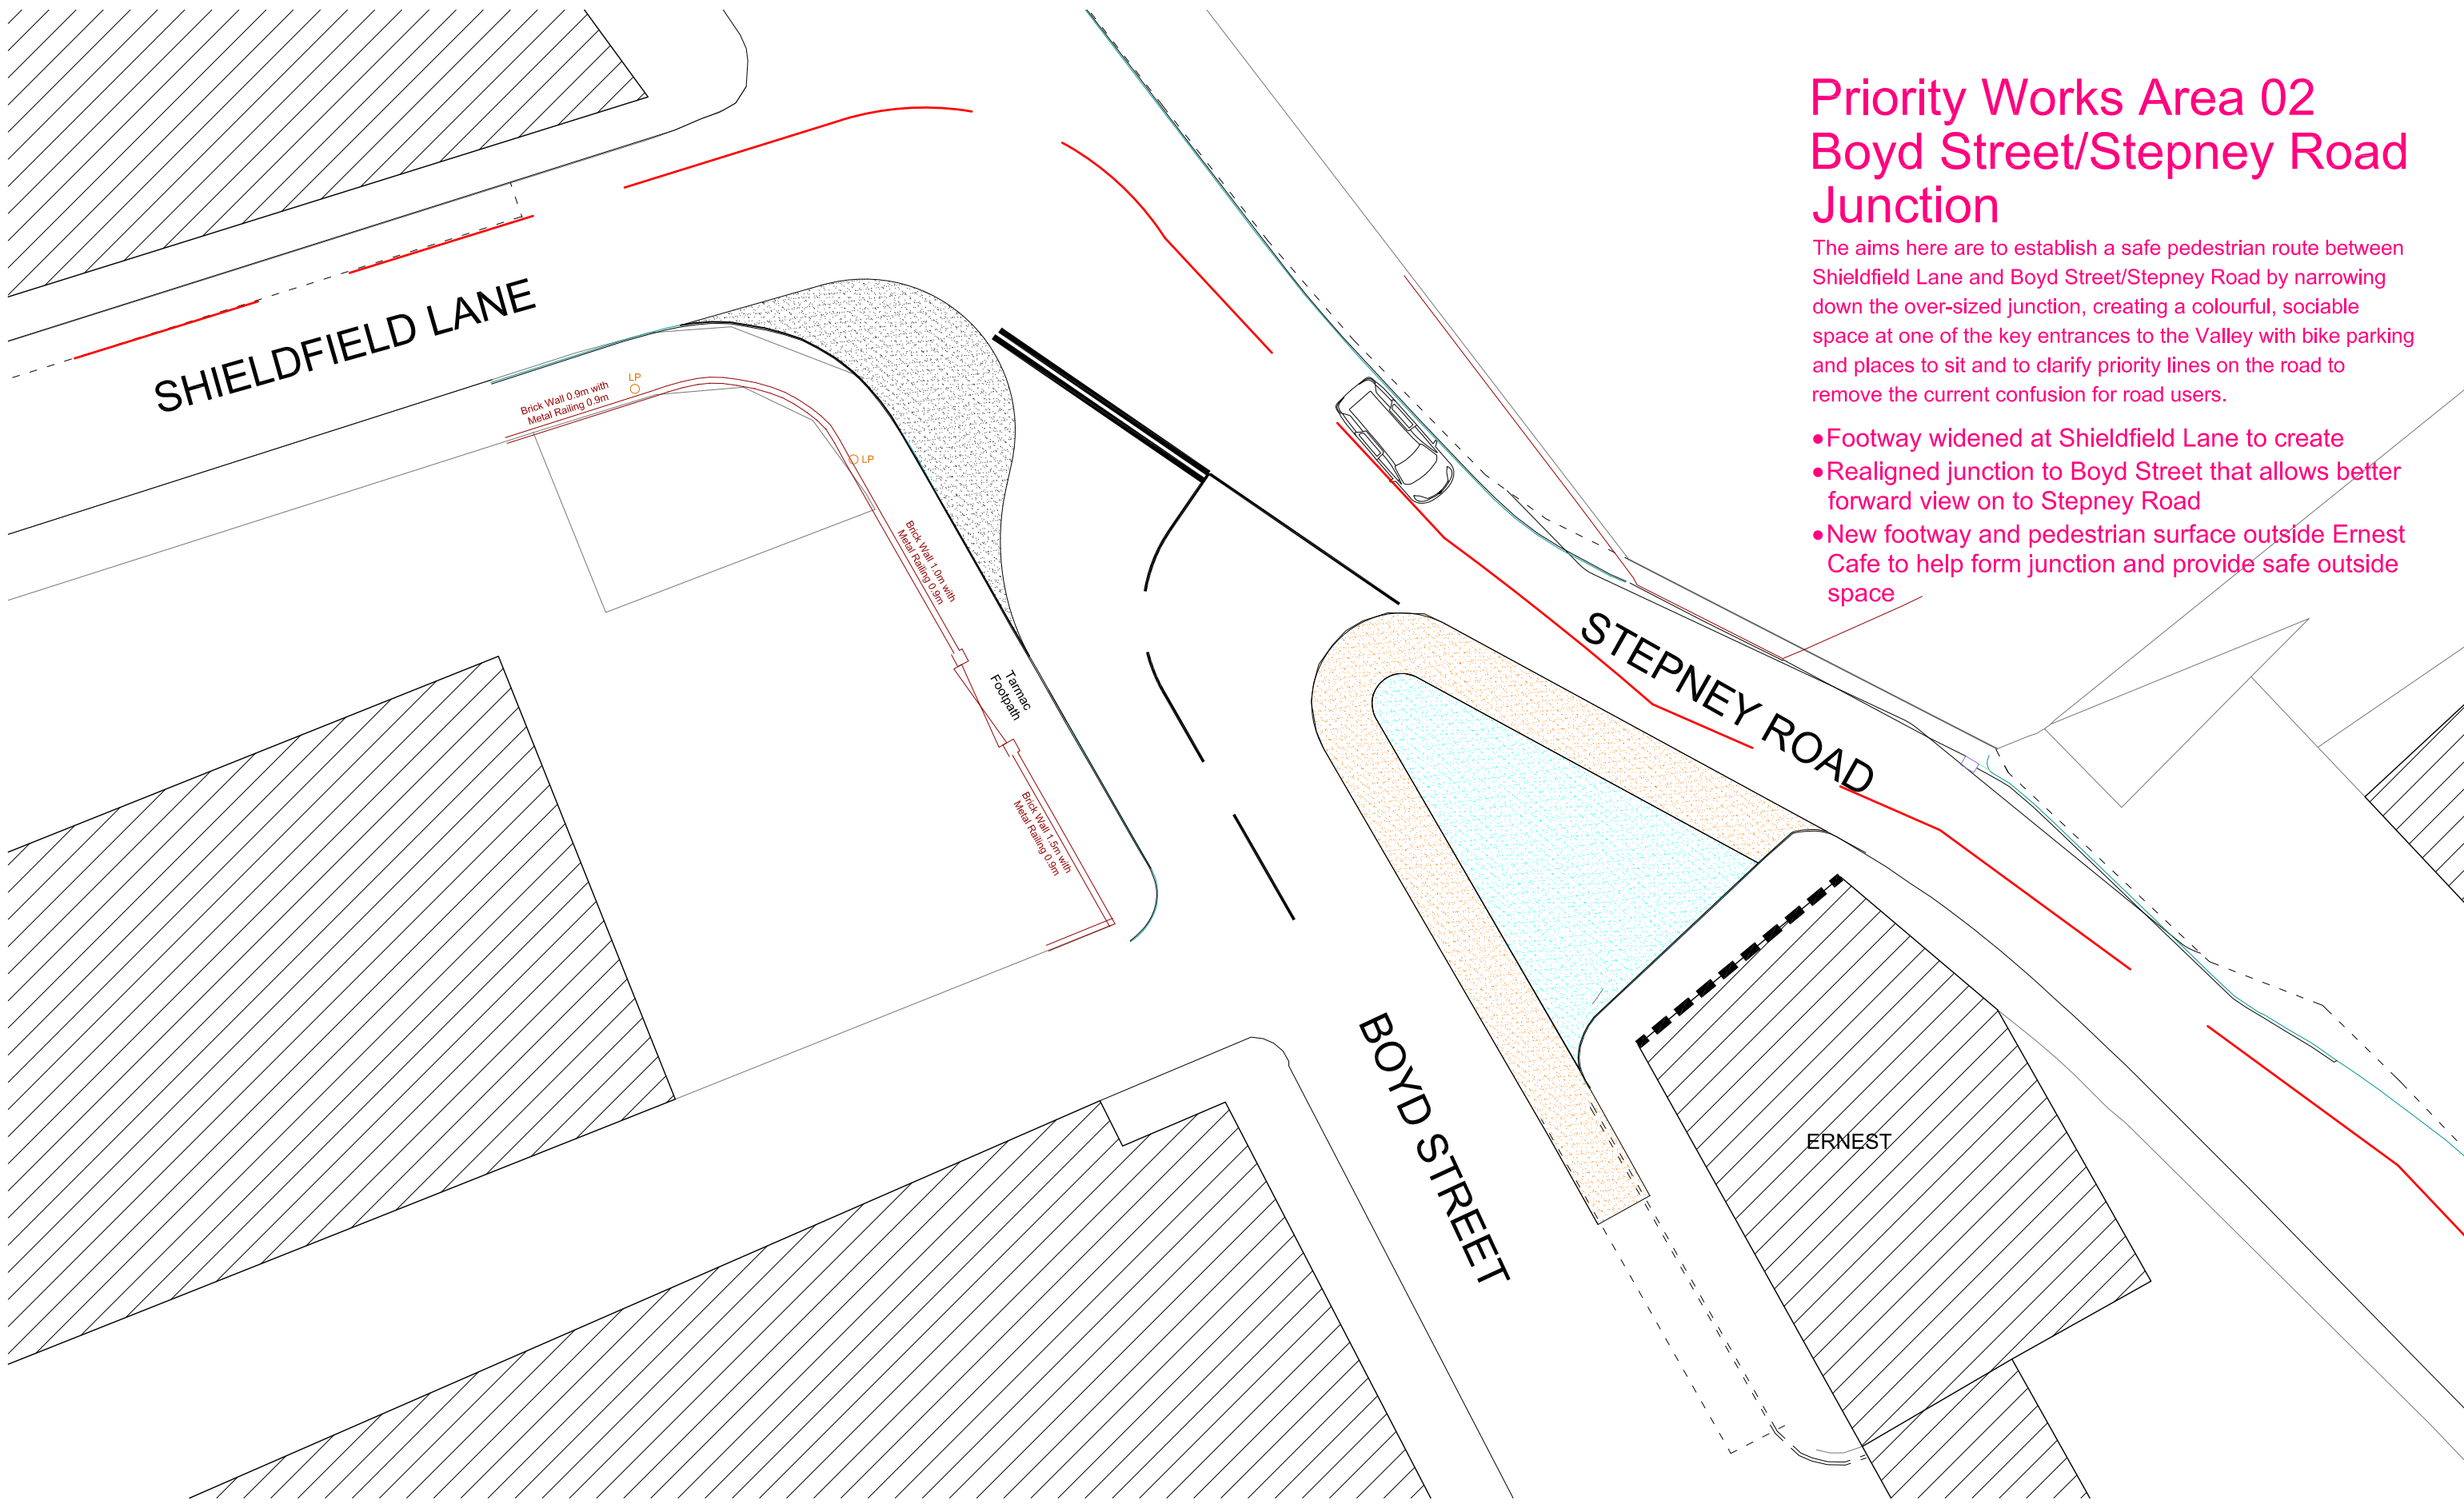 Priority Works Area 02
Boyd Street/Stepney Road
Junction
The aims here are to establish a safe pedestrian route between
Shieldfield Lane and Boyd Street/Stepney Road by narrowing
down the over-sized junction, creating a colourful, sociable
space at one of the key entrances to the Valley with bike parking
and places to sit and to clarify priority lines on the road to
remove the current confusion for road users.
•Footway widened at Shieldfield Lane to create
•Realigned junction to Boyd Street that allows better
forward view on to Stepney Road
•New footway and pedestrian surface outside Ernest
Cafe to help form junction and provide safe outside
space
SHIELDFIELD LANE
LP
Brick Wall 0.9m with
Metal Railing 0.9m
LP
Brick Wall 1.0m with
Metal Railing 0.9m
Tarmac
Footpath
Brick Wall 1.5m with
Metal Railing 0.9m
STEPNEY ROAD
BOYD STREET
ERNEST